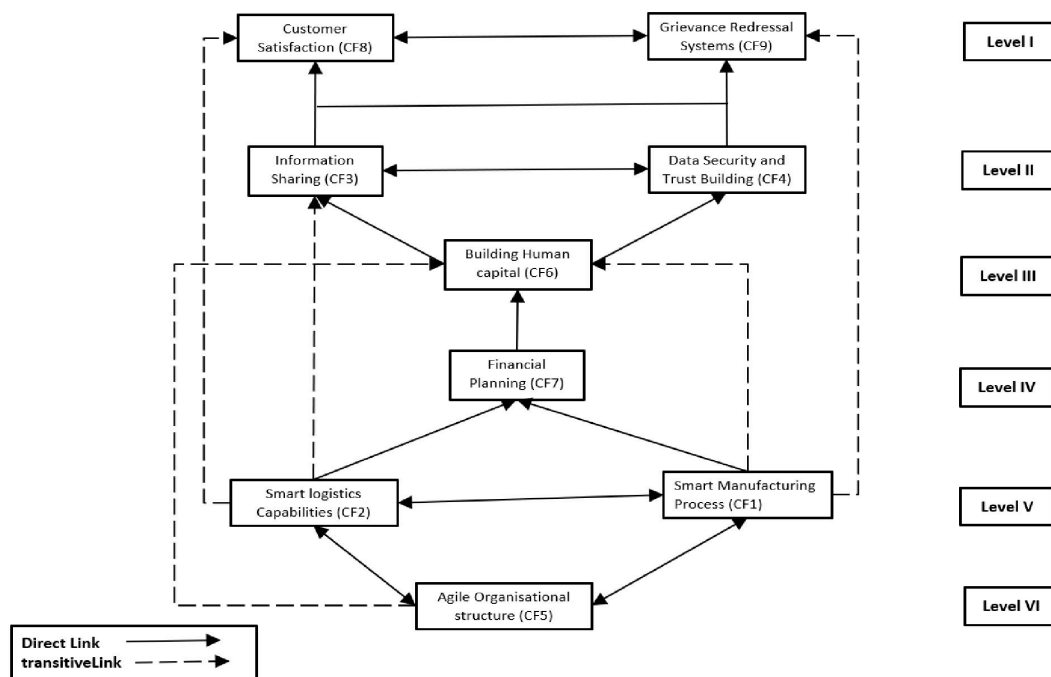 Customer
Satisfaction (CF8)
Grievance Redressal
Systems (CF9)
Level I
Information
Sharing (CF3)
Data Security and
Trust Building (CF4)
Level II
Building Human
capital (CF6)
Level III
Financial
Planning (CF7)
Level IV
Smart logistics
Capabilities (CF2)
Smart Manufacturing
Process (CF1)
Level V
Agile Organisational
structure (CF5)
Level VI
Direct Link
transitiveLink